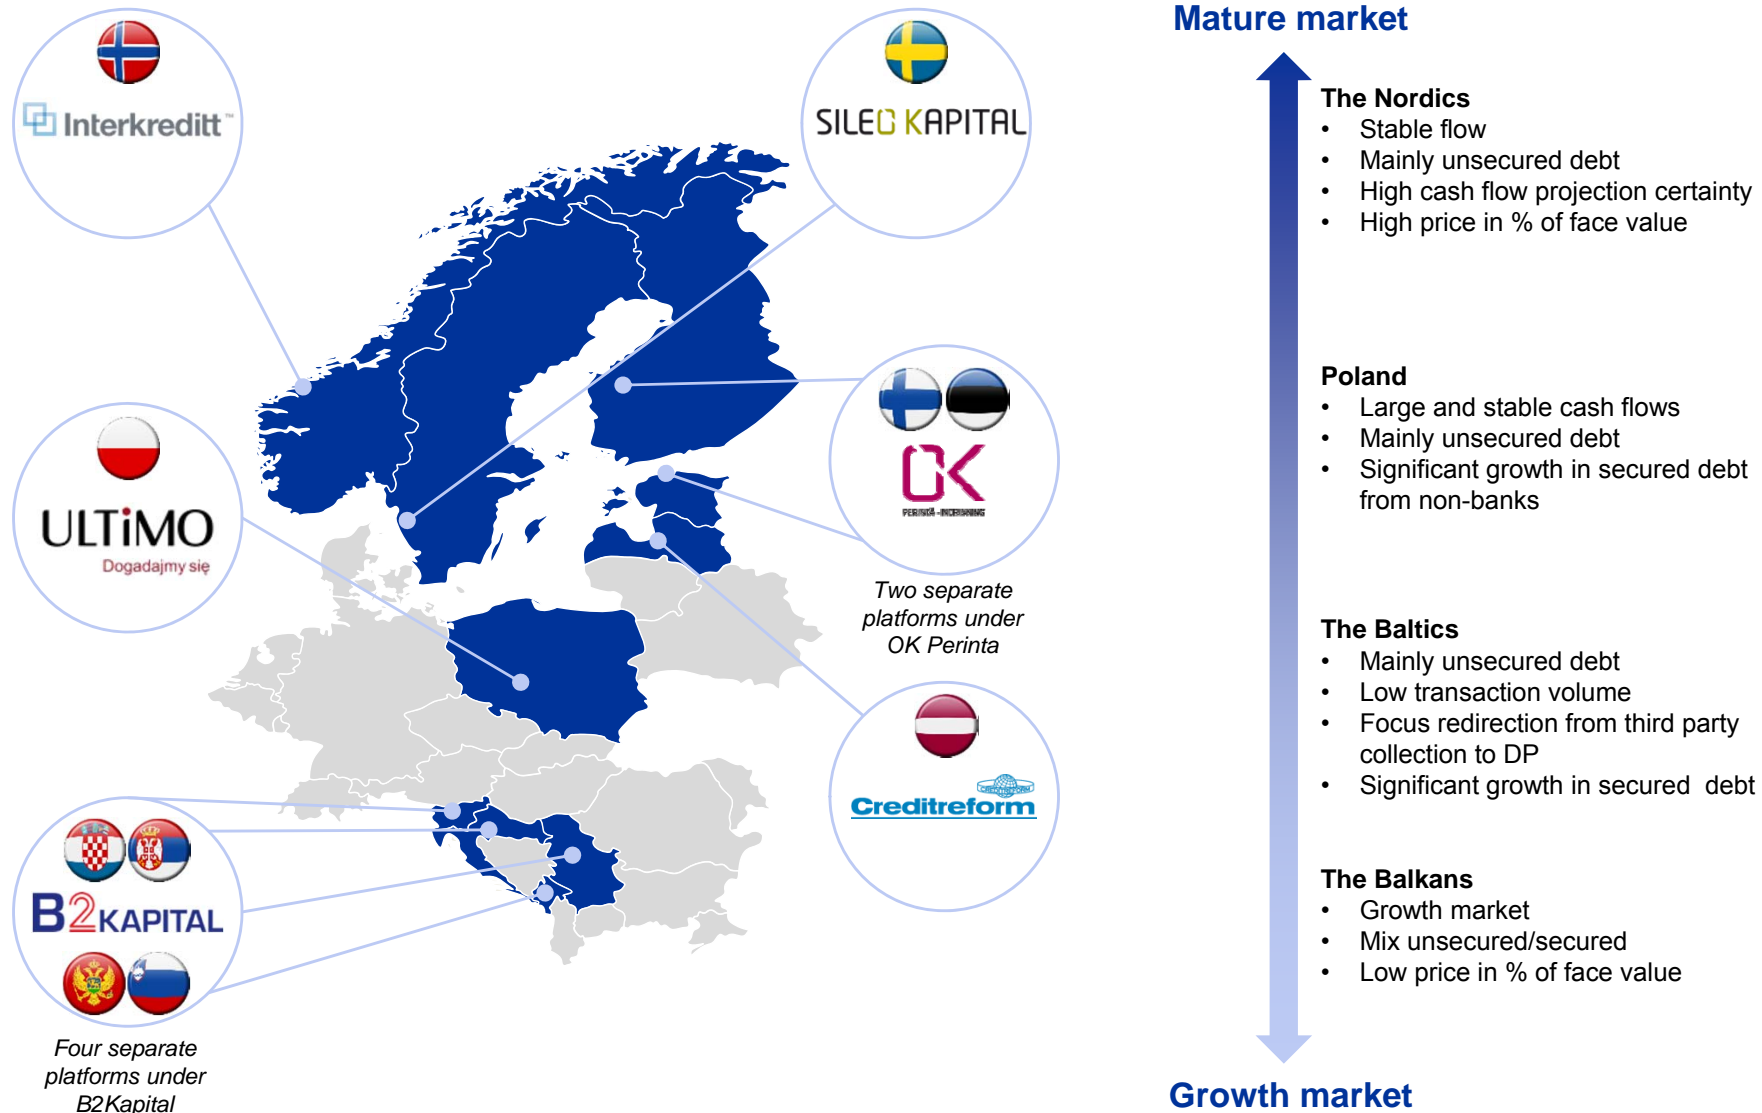 Interkreditt™
SILEO KAPITAL
ULTiMO
Dogadajmy się
OK
PERINTÄ - INCASSERING
Two separate
platforms under
OK Perinta
Creditreform
B2KAPITAL
Four separate
platforms under
B2Kapital
Mature market
The Nordics
• Stable flow
• Mainly unsecured debt
• High cash flow projection certainty
• High price in % of face value
Poland
• Large and stable cash flows
• Mainly unsecured debt
• Significant growth in secured debt
from non-banks
The Baltics
• Mainly unsecured debt
• Low transaction volume
• Focus redirection from third party
collection to DP
• Significant growth in secured debt
The Balkans
• Growth market
• Mix unsecured/secured
• Low price in % of face value
Growth market